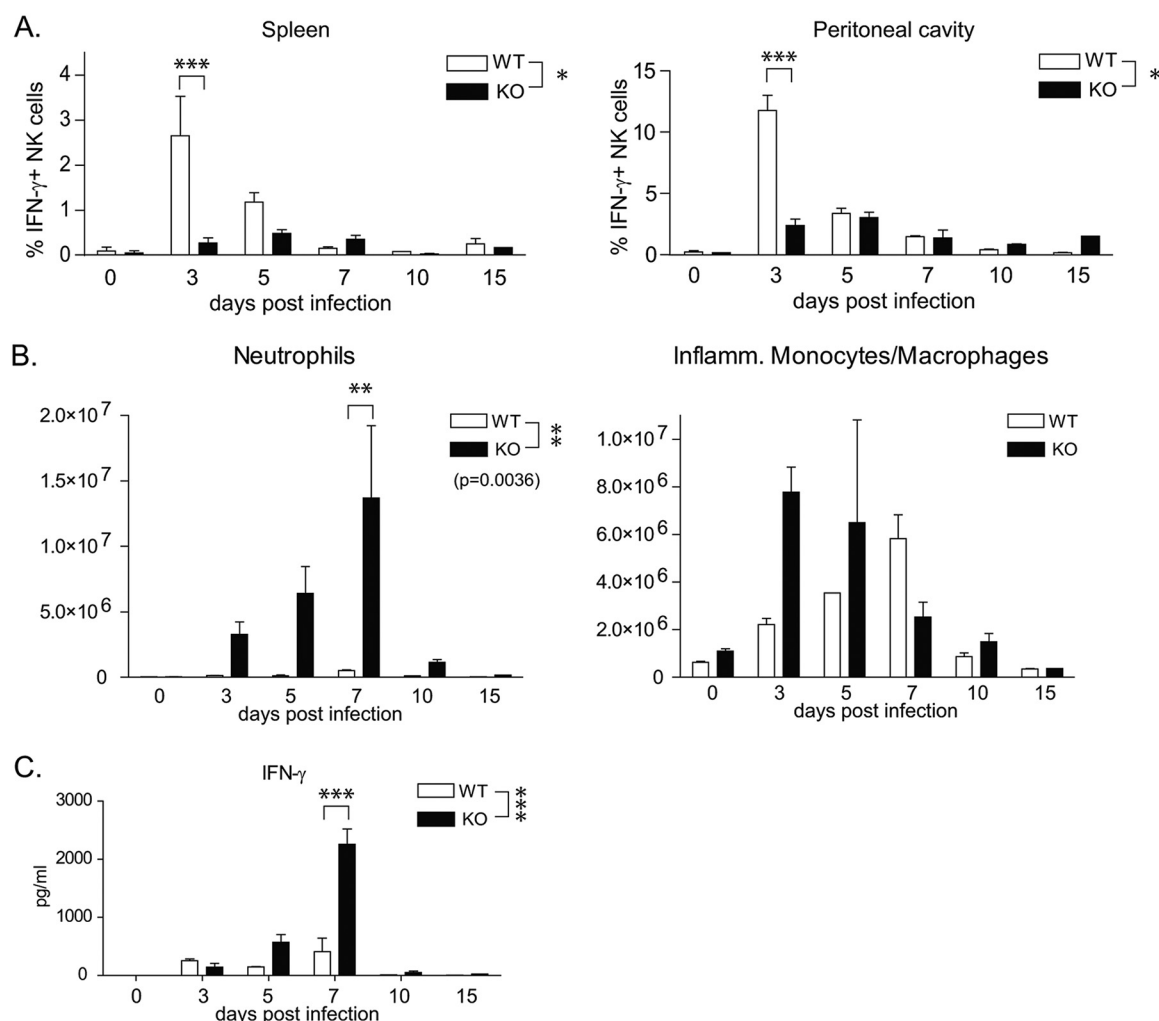 A.
Spleen
% IFN-γ+ NK cells
4
3
2
1
0
***
WT
KO
*
0 3 5 7 10 15
days post infection
Peritoneal cavity
% IFN-γ+ NK cells
15
10
5
0
***
WT
KO
*
0 3 5 7 10 15
days post infection
B.
Neutrophils
2.0×10⁷
1.5×10⁷
1.0×10⁷
5.0×10⁶
0
**
WT
KO
**
(p=0.0036)
0 3 5 7 10 15
days post infection
Inflamm. Monocytes/Macrophages
1.0×10⁷
8.0×10⁶
6.0×10⁶
4.0×10⁶
2.0×10⁶
0
WT
KO
0 3 5 7 10 15
days post infection
C.
IFN-γ
pg/ml
3000
2000
1000
0
***
WT
KO
***
0 3 5 7 10 15
days post infection